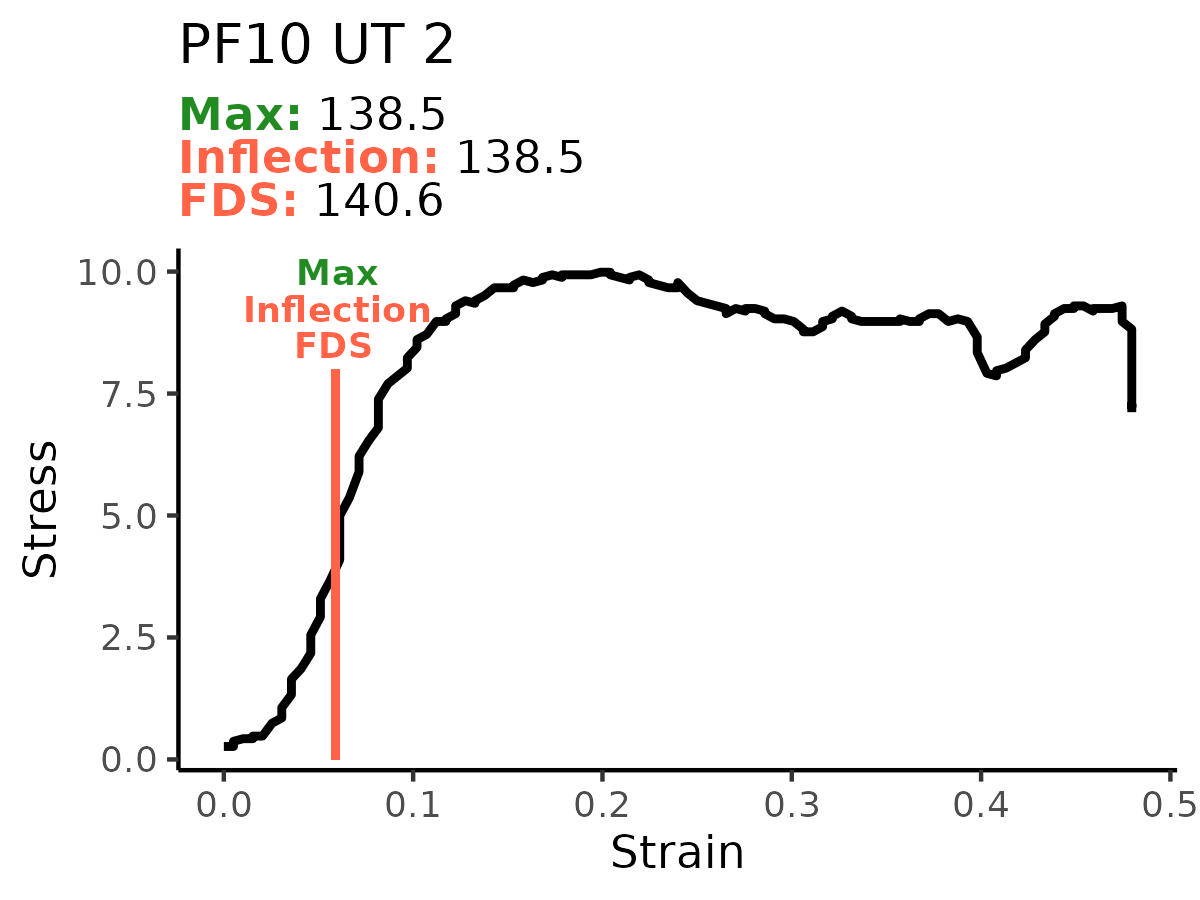 PF10 UT 2
Max: 138.5
Inflection: 138.5
FDS: 140.6
Max
Inflection
FDS
10.0
7.5
5.0
2.5
0.0
Stress
0.0 0.1 0.2 0.3 0.4 0.5
Strain